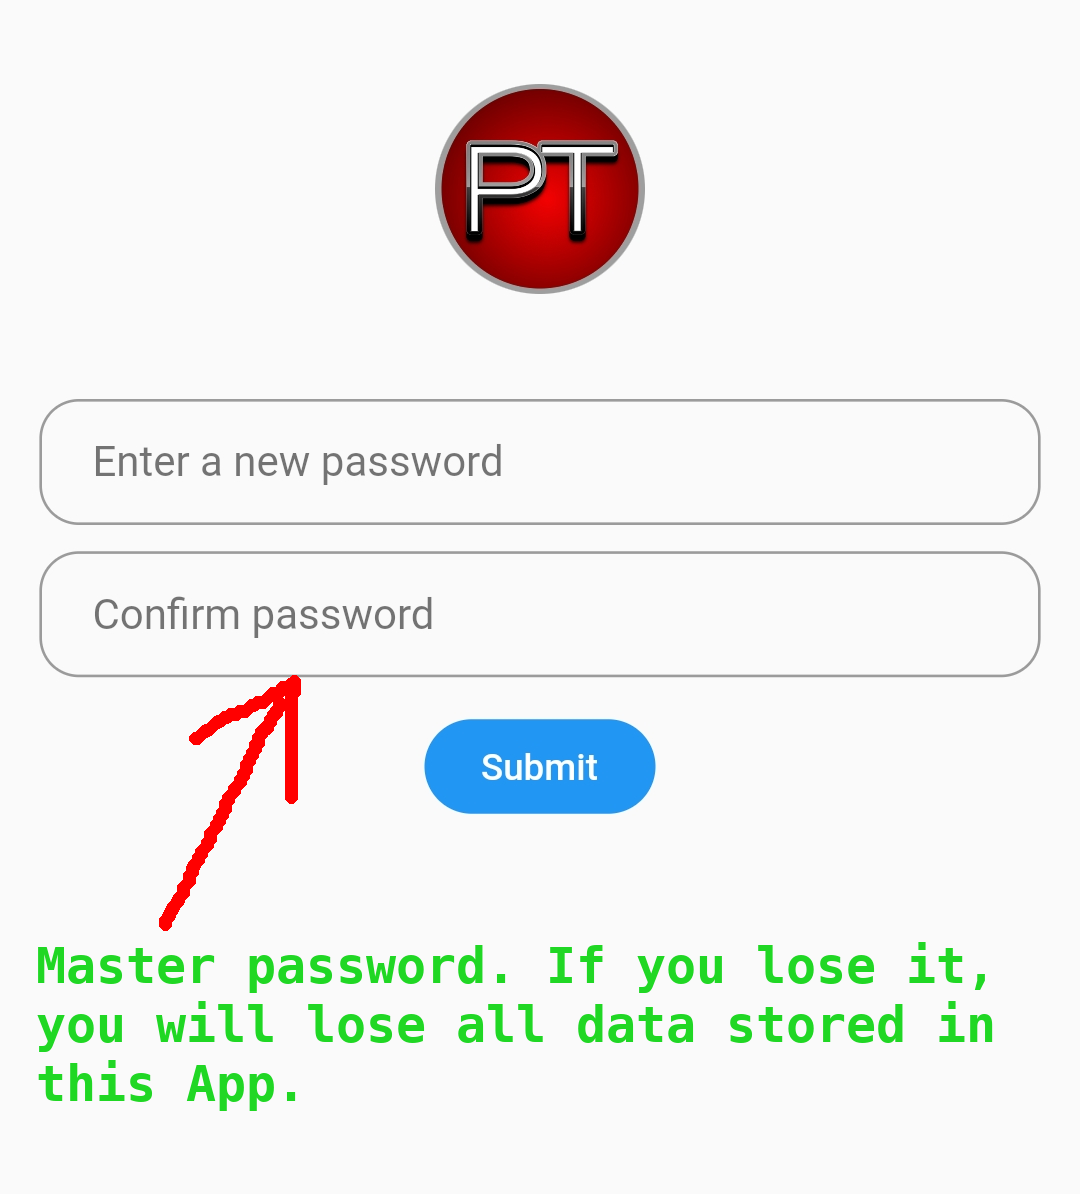 PT
Enter a new password
Confirm password
Submit
Master password. If you lose it,
you will lose all data stored in
this App.